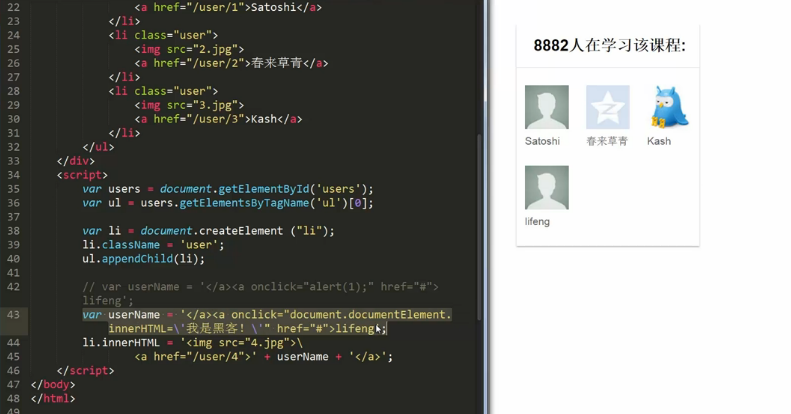 22 <a href="/user/1">Satoshi</a>
23 </li>
24 <li class="user">
25 <img src="2.jpg">
26 <a href="/user/2">春来草青</a>
27 </li>
28 <li class="user">
29 <img src="3.jpg">
30 <a href="/user/3">Kash</a>
31 </li>
32 </ul>
33 </div>
34 <script>
35 var users = document.getElementById('users');
36 var ul = users.getElementsByTagName('ul')[0];
37
38 var li = document.createElement ("li");
39 li.className = 'user';
40 ul.appendChild(li);
41
42 // var userName = '</a><a onclick="alert(1);" href="#">
lifeng';
43 var userName = '</a><a onclick="document.documentElement.
innerHTML=\'我是黑客！\'" href="#">lifeng';
44 li.innerHTML = '<img src="4.jpg">\
45 <a href="/user/4">' + userName + '</a>';
46 </script>
47 </body>
48 </html>
49
8882人在学习该课程:
Satoshi 春来草青 Kash
lifeng